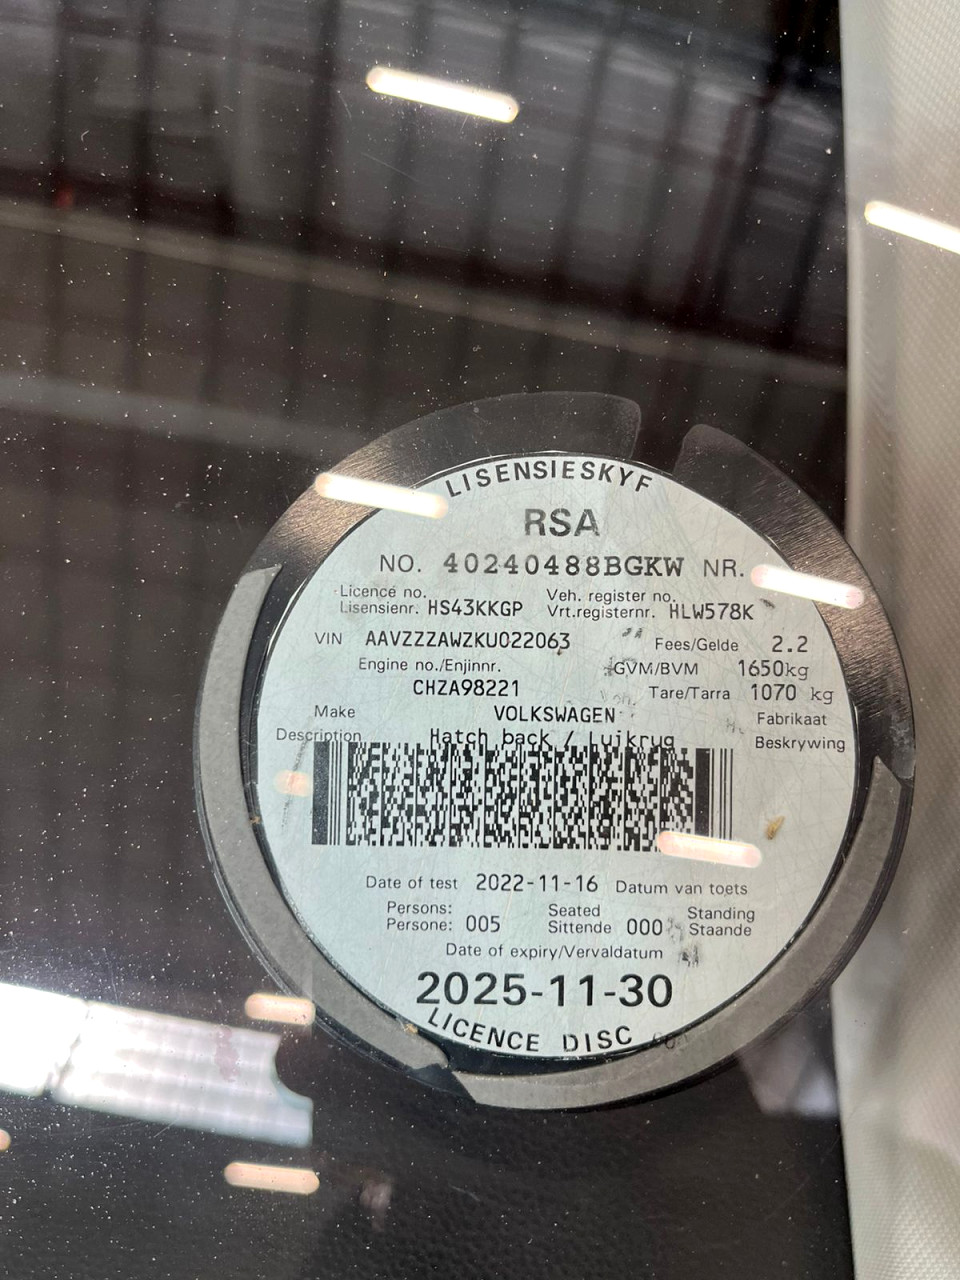 LISENSIESKYF
RSA
NO. 40240488BGKW NR.
Licence no. Veh. register no.
Lisensienr. HS43KKGP Vrt.registernr. HLW578K
VIN AAVZZZAWZKU022063 Fees/Gelde 2.2
Engine no./Enjinnr. GVM/BVM 1650kg
CHZA98221 Tare/Tarra 1070 kg
Make VOLKSWAGEN Fabrikaat
Description Hatch back / Luikrug Beskrywing
Date of test 2022-11-16 Datum van toets
Persons: Seated Standing
Persone: 005 Sittende 000 Staande
Date of expiry/Vervaldatum
2025-11-30
LICENCE DISC